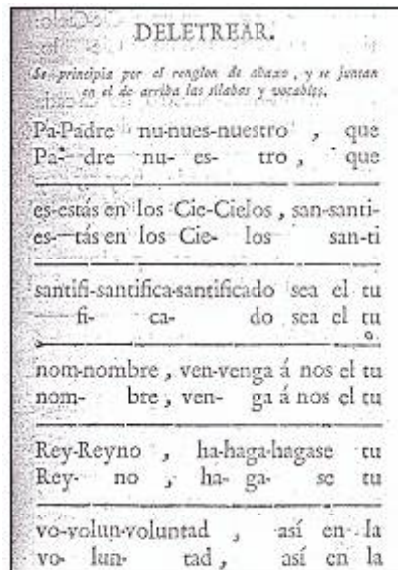 DELETREAR.
Se principia por el renglon de abaxo, y se juntan
en el de arriba las sílabas y vocables.
Pa-Padre nu-nues-nuestro , que
Pa- dre nu- es- tro , que
es-estás en los Cie-Cielos , san-santi-
es- tás en los Cie- los san-ti
santifi-santifica-santificado sea el tu
fi- ca- do sea el tu
nom-nombre , ven-venga á nos el tu
nom- bre , ven- ga á nos el tu
Rey-Reyno , ha-haga-hagase tu
Rey- no , ha- ga- se tu
vo-volun-voluntad , así en la
vo- lun- tad , así en la